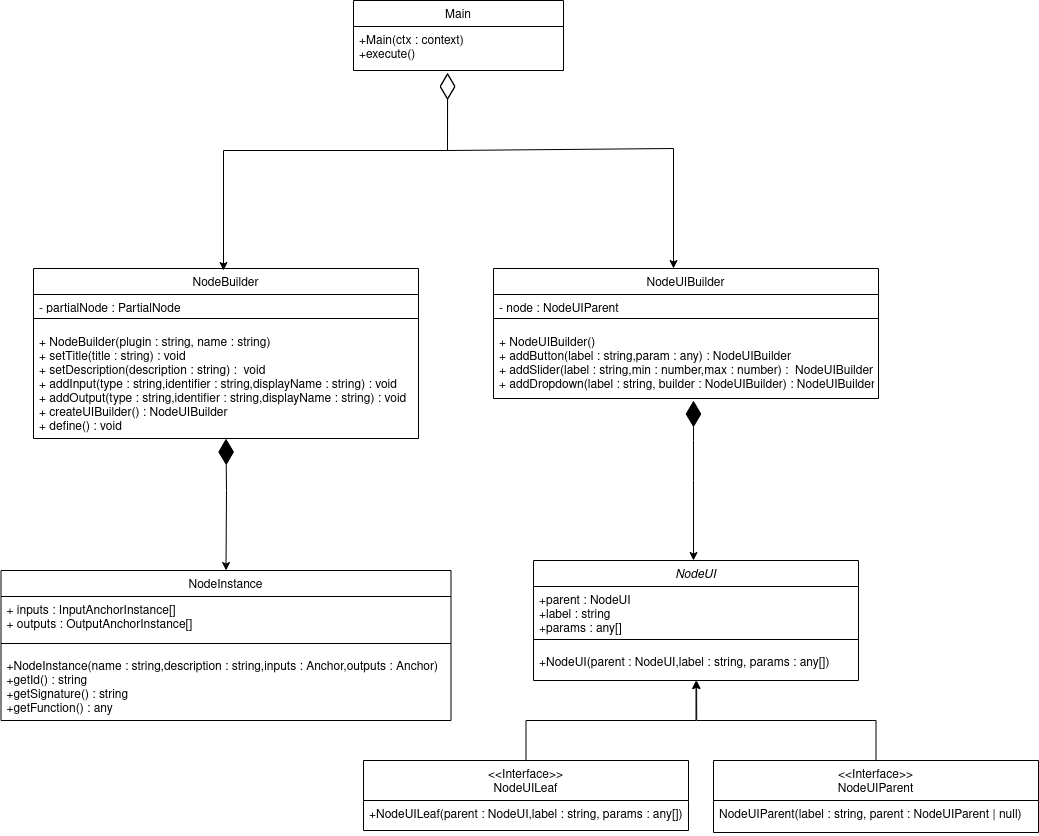 Main
+Main(ctx : context)
+execute()
NodeBuilder
- partialNode : PartialNode
+ NodeBuilder(plugin : string, name : string)
+ setTitle(title : string) : void
+ setDescription(description : string) :  void
+ addInput(type : string,identifier : string,displayName : string) : void
+ addOutput(type : string,identifier : string,displayName : string) : void
+ createUIBuilder() : NodeUIBuilder
+ define() : void
NodeUIBuilder
- node : NodeUIParent
+ NodeUIBuilder()
+ addButton(label : string,param : any) : NodeUIBuilder
+ addSlider(label : string,min : number,max : number) :  NodeUIBuilder
+ addDropdown(label : string, builder : NodeUIBuilder) : NodeUIBuilder
NodeInstance
+ inputs : InputAnchorInstance[]
+ outputs : OutputAnchorInstance[]
+NodeInstance(name : string,description : string,inputs : Anchor,outputs : Anchor)
+getId() : string
+getSignature() : string
+getFunction() : any
NodeUI
+parent : NodeUI
+label : string
+params : any[]
+NodeUI(parent : NodeUI,label : string, params : any[])
<<Interface>>
NodeUILeaf
+NodeUILeaf(parent : NodeUI,label : string, params : any[])
<<Interface>>
NodeUIParent
NodeUIParent(label : string, parent : NodeUIParent | null)